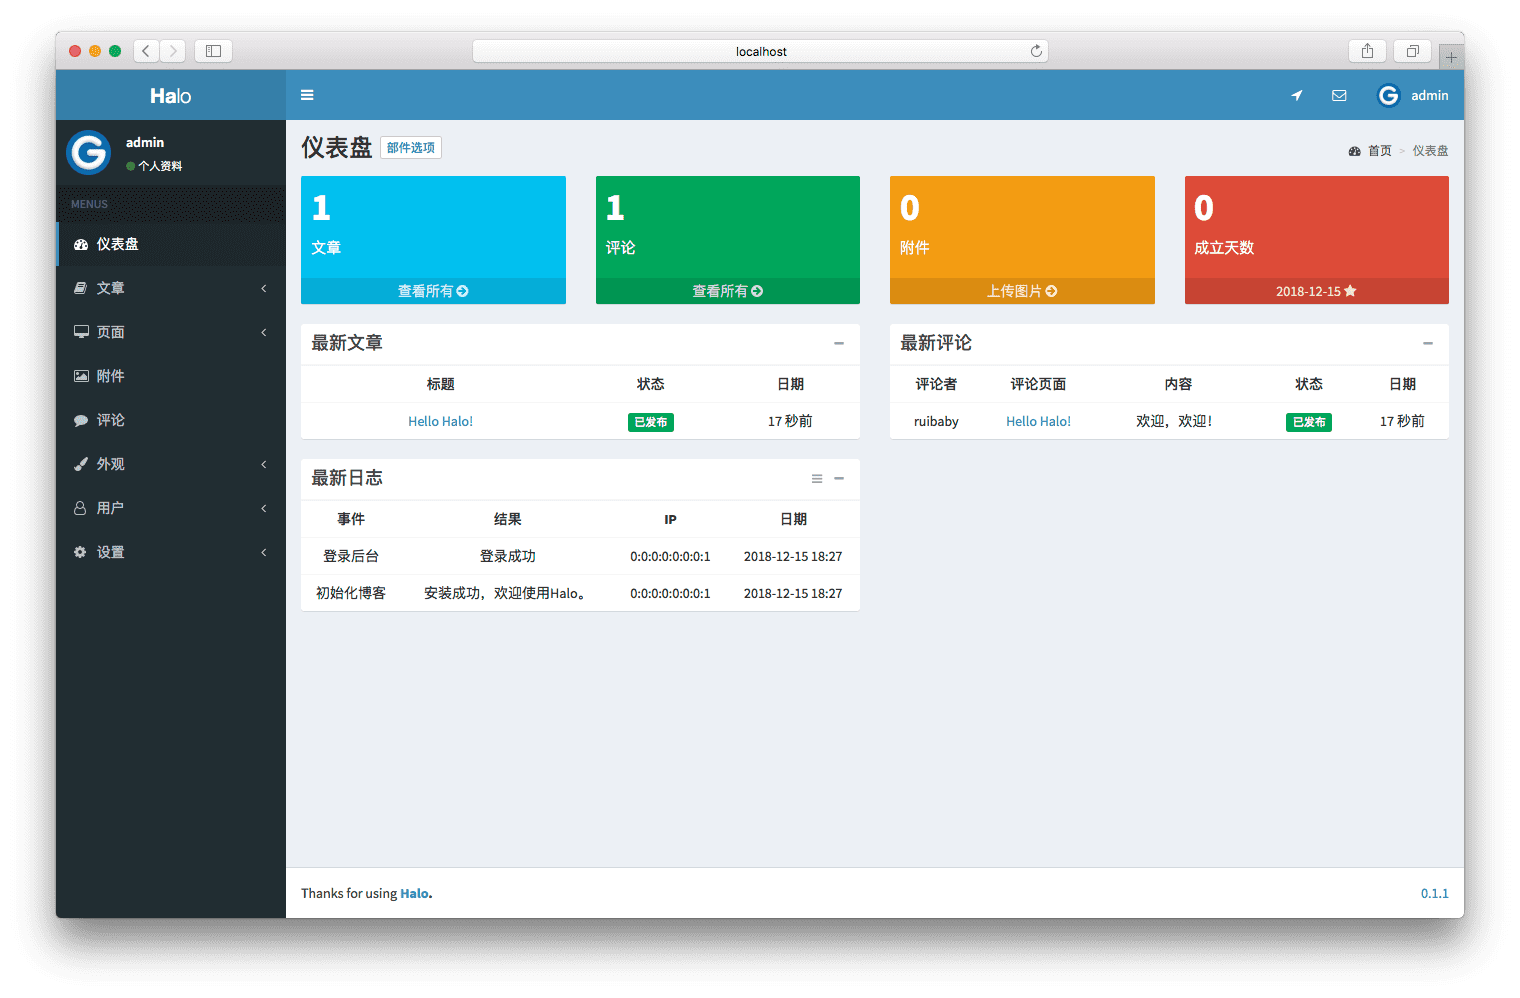 localhost
Halo
admin
admin
个人资料
MENUS
仪表盘
文章
页面
附件
评论
外观
用户
设置
仪表盘 部件选项
首页 > 仪表盘
1
文章
查看所有
1
评论
查看所有
0
附件
上传图片
0
成立天数
2018-12-15
最新文章
标题 状态 日期
Hello Halo! 已发布 17 秒前
最新评论
评论者 评论页面 内容 状态 日期
ruibaby Hello Halo! 欢迎，欢迎！ 已发布 17 秒前
最新日志
事件 结果 IP 日期
登录后台 登录成功 0:0:0:0:0:0:0:1 2018-12-15 18:27
初始化博客 安装成功，欢迎使用Halo。 0:0:0:0:0:0:0:1 2018-12-15 18:27
Thanks for using Halo.
0.1.1